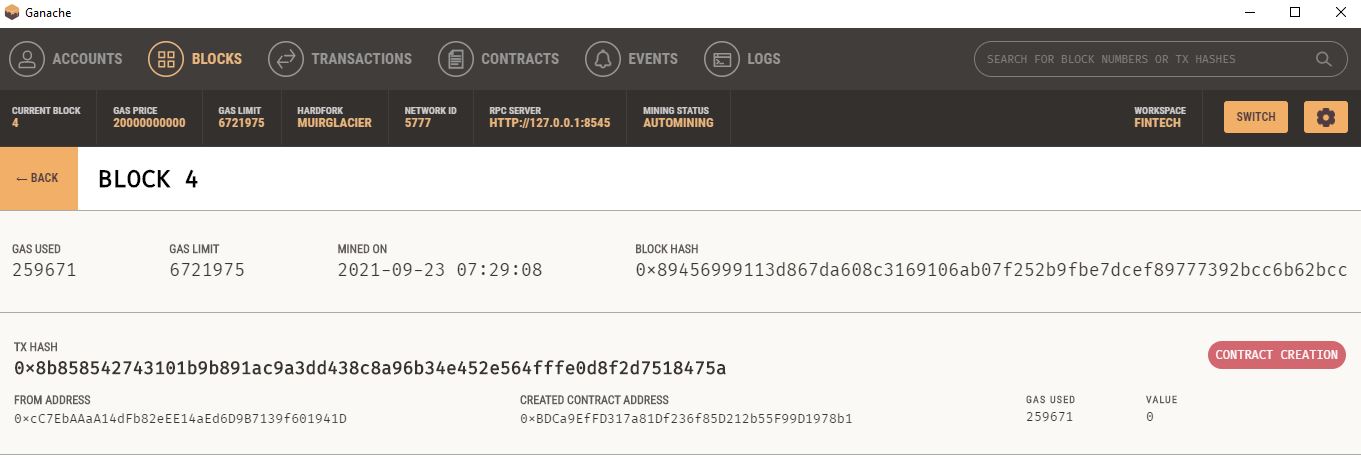 Ganache
ACCOUNTS BLOCKS TRANSACTIONS CONTRACTS EVENTS LOGS SEARCH FOR BLOCK NUMBERS OR TX HASHES
CURRENT BLOCK GAS PRICE GAS LIMIT HARDFORK NETWORK ID RPC SERVER MINING STATUS WORKSPACE
4 20000000000 6721975 MUIRGLACIER 5777 HTTP://127.0.0.1:8545 AUTOMINING FINTECH SWITCH
← BACK BLOCK 4
GAS USED GAS LIMIT MINED ON BLOCK HASH
259671 6721975 2021-09-23 07:29:08 0×89456999113d867da608c3169106ab07f252b9fbe7dcef89777392bcc6b62bcc
TX HASH
0×8b858542743101b9b891ac9a3dd438c8a96b34e452e564fffe0d8f2d7518475a CONTRACT CREATION
FROM ADDRESS CREATED CONTRACT ADDRESS GAS USED VALUE
0×cC7EbAAaA14dFb82eEE14aEd6D9B7139f601941D 0×BDCa9EfFD317a81Df236f85D212b55F99D1978b1 259671 0